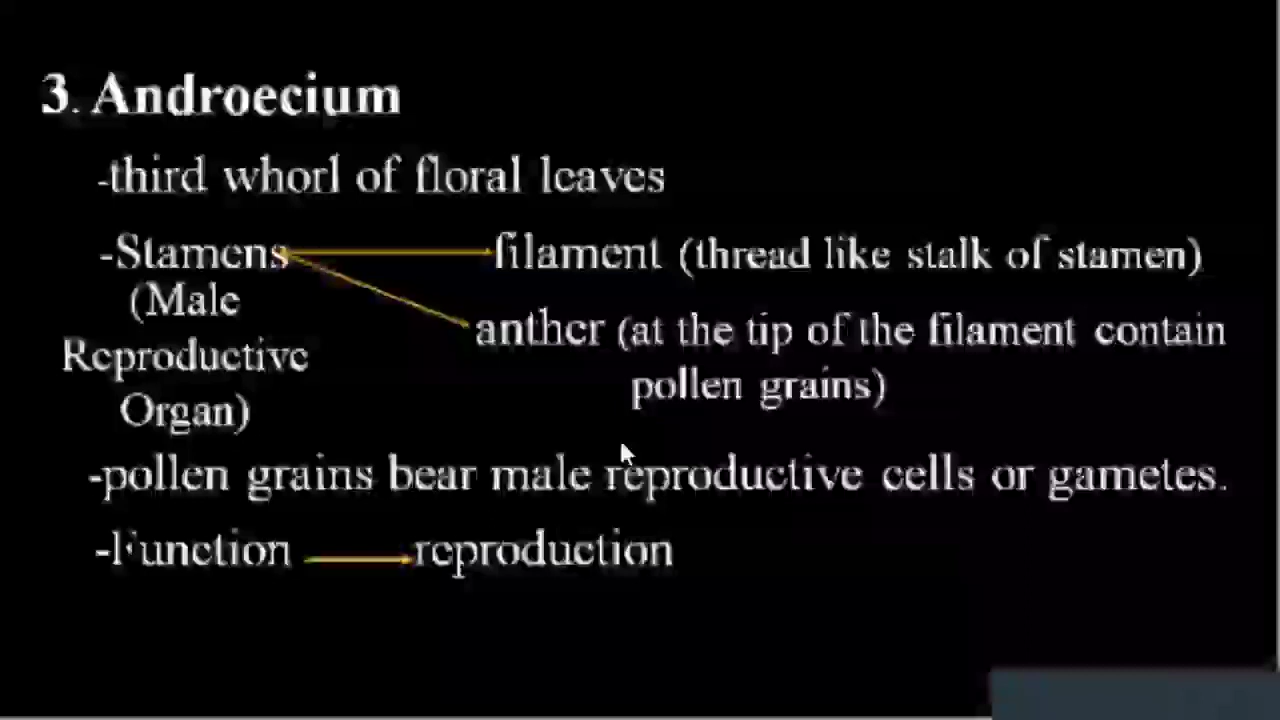 3. Androecium
-third whorl of floral leaves
-Stamens filament (thread like stalk of stamen)
(Male
anther (at the tip of the filament contain
Reproductive
pollen grains)
Organ)
-pollen grains bear male reproductive cells or gametes.
-Function reproduction